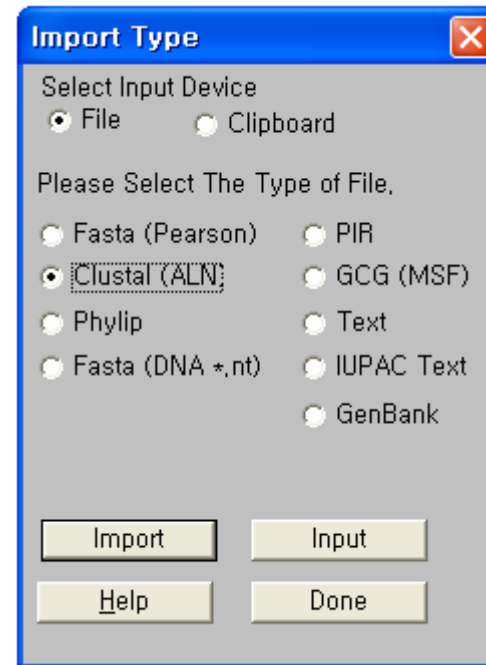 Import Type
Select Input Device
File Clipboard
Please Select The Type of File,
Fasta (Pearson) PIR
Clustal (ALN) GCG (MSF)
Phylip Text
Fasta (DNA *,nt) IUPAC Text
GenBank
Import Input
Help Done